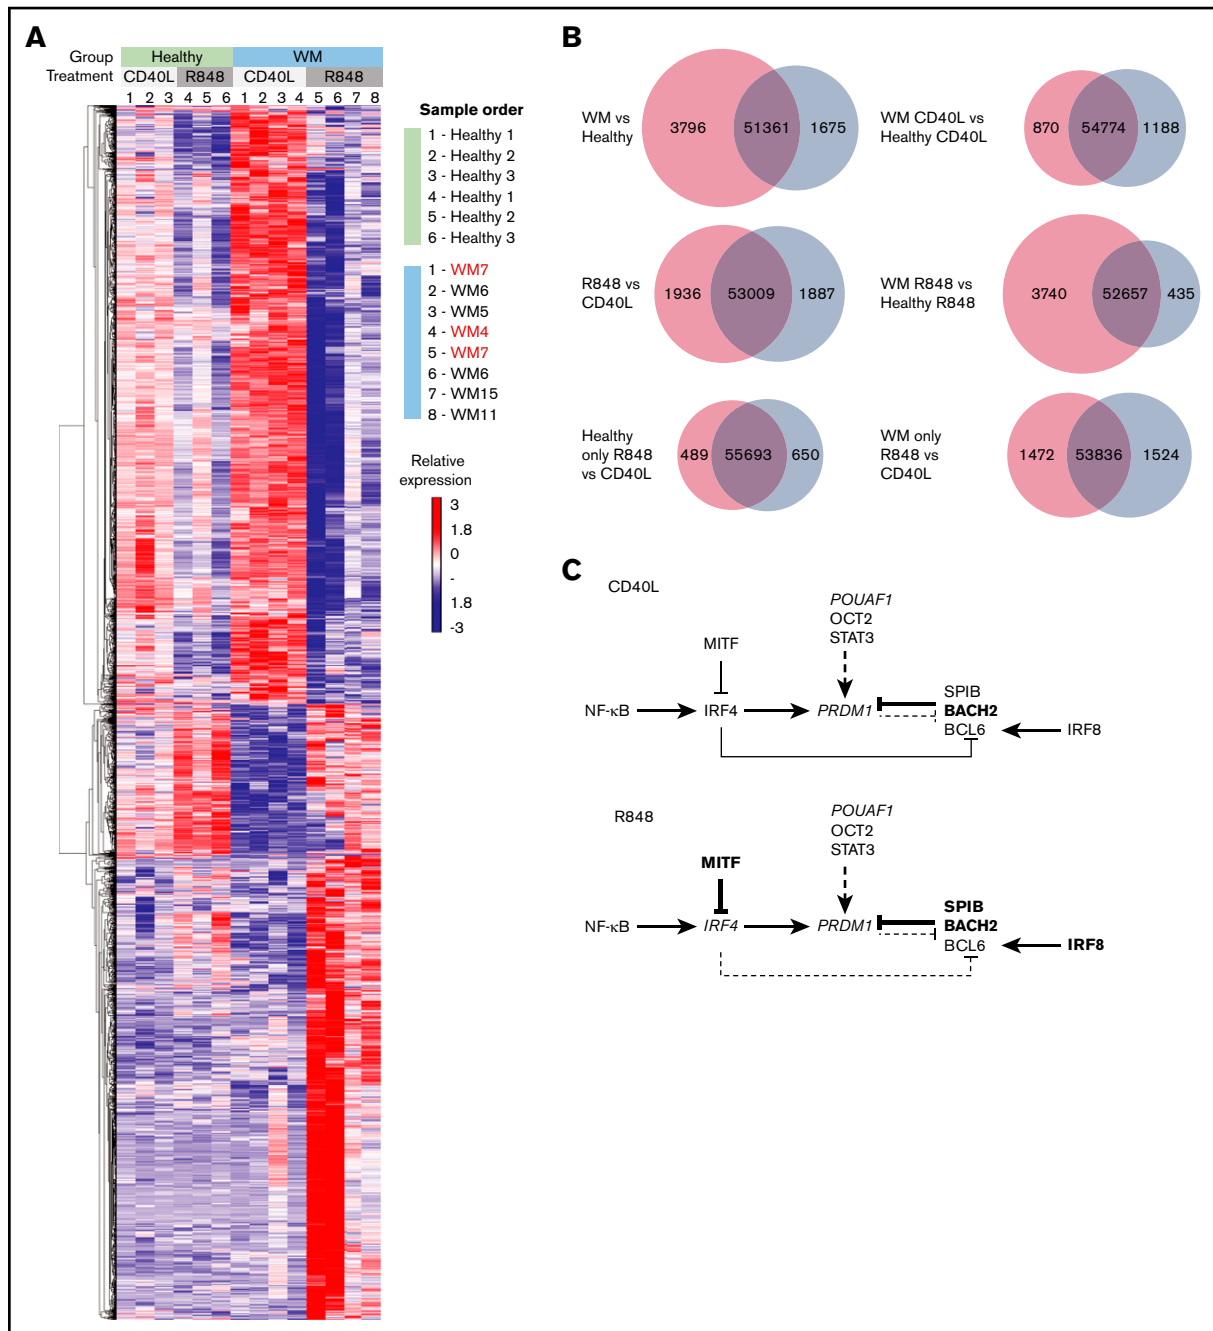 A
Group Healthy WM
Treatment CD40L R848 CD40L R848
1 2 3 4 5 6 1 2 3 4 5 6 7 8
Sample order
1 - Healthy 1
2 - Healthy 2
3 - Healthy 3
4 - Healthy 1
5 - Healthy 2
6 - Healthy 3
1 - WM7
2 - WM6
3 - WM5
4 - WM4
5 - WM7
6 - WM6
7 - WM15
8 - WM11
Relative
expression
3
1.8
0
-
1.8
-3
B
WM vs
Healthy
3796 51361 1675
WM CD40L vs
Healthy CD40L
870 54774 1188
R848 vs
CD40L
1936 53009 1887
WM R848 vs
Healthy R848
3740 52657 435
Healthy
only R848
vs CD40L
489 55693 650
WM only
R848 vs
CD40L
1472 53836 1524
C
CD40L
POUAF1
OCT2
STAT3
MITF
SPIB
NF-κB IRF4 PRDM1 BACH2
BCL6 IRF8
R848
POUAF1
OCT2
STAT3
MITF
SPIB
NF-κB IRF4 PRDM1 BACH2
BCL6 IRF8